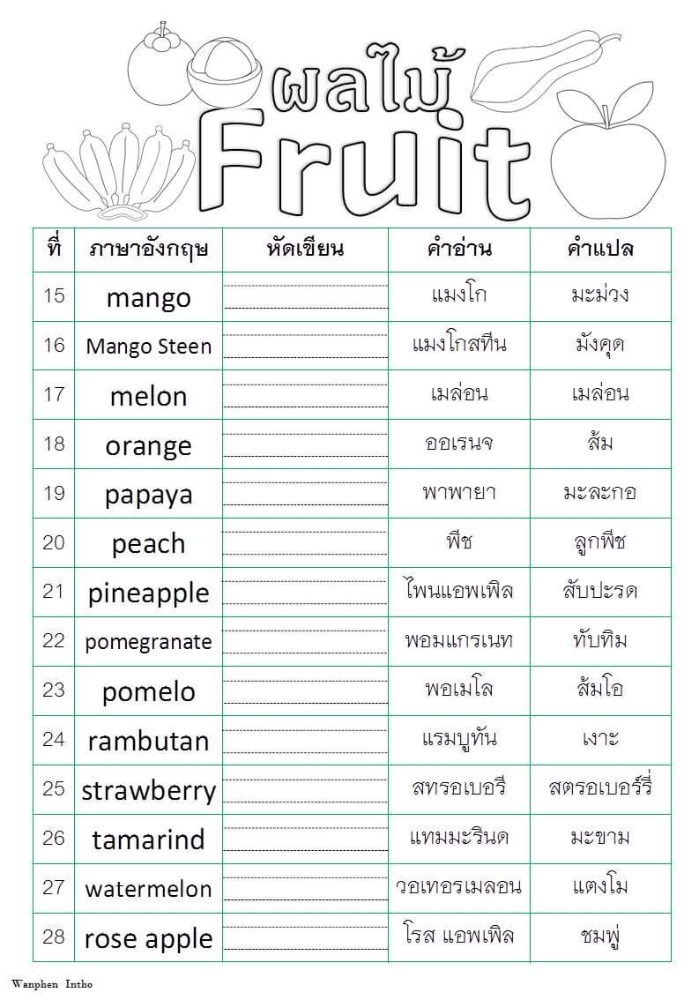 ผลไม้
Fruit
ที่ ภาษาอังกฤษ หัดเขียน คำอ่าน คำแปล
15 mango แมงโก มะม่วง
16 Mango Steen แมงโกสทีน มังคุด
17 melon เมล่อน เมล่อน
18 orange ออเรนจ ส้ม
19 papaya พาพายา มะละกอ
20 peach พีช ลูกพีช
21 pineapple ไพนแอพเพิล สับปะรด
22 pomegranate พอมแกรเนท ทับทิม
23 pomelo พอเมโล ส้มโอ
24 rambutan แรมบูทัน เงาะ
25 strawberry สทรอเบอรี สตรอเบอร์รี่
26 tamarind แทมมะรินด มะขาม
27 watermelon วอเทอรเมลอน แตงโม
28 rose apple โรส แอพเพิล ชมพู่
Wanphen Intho